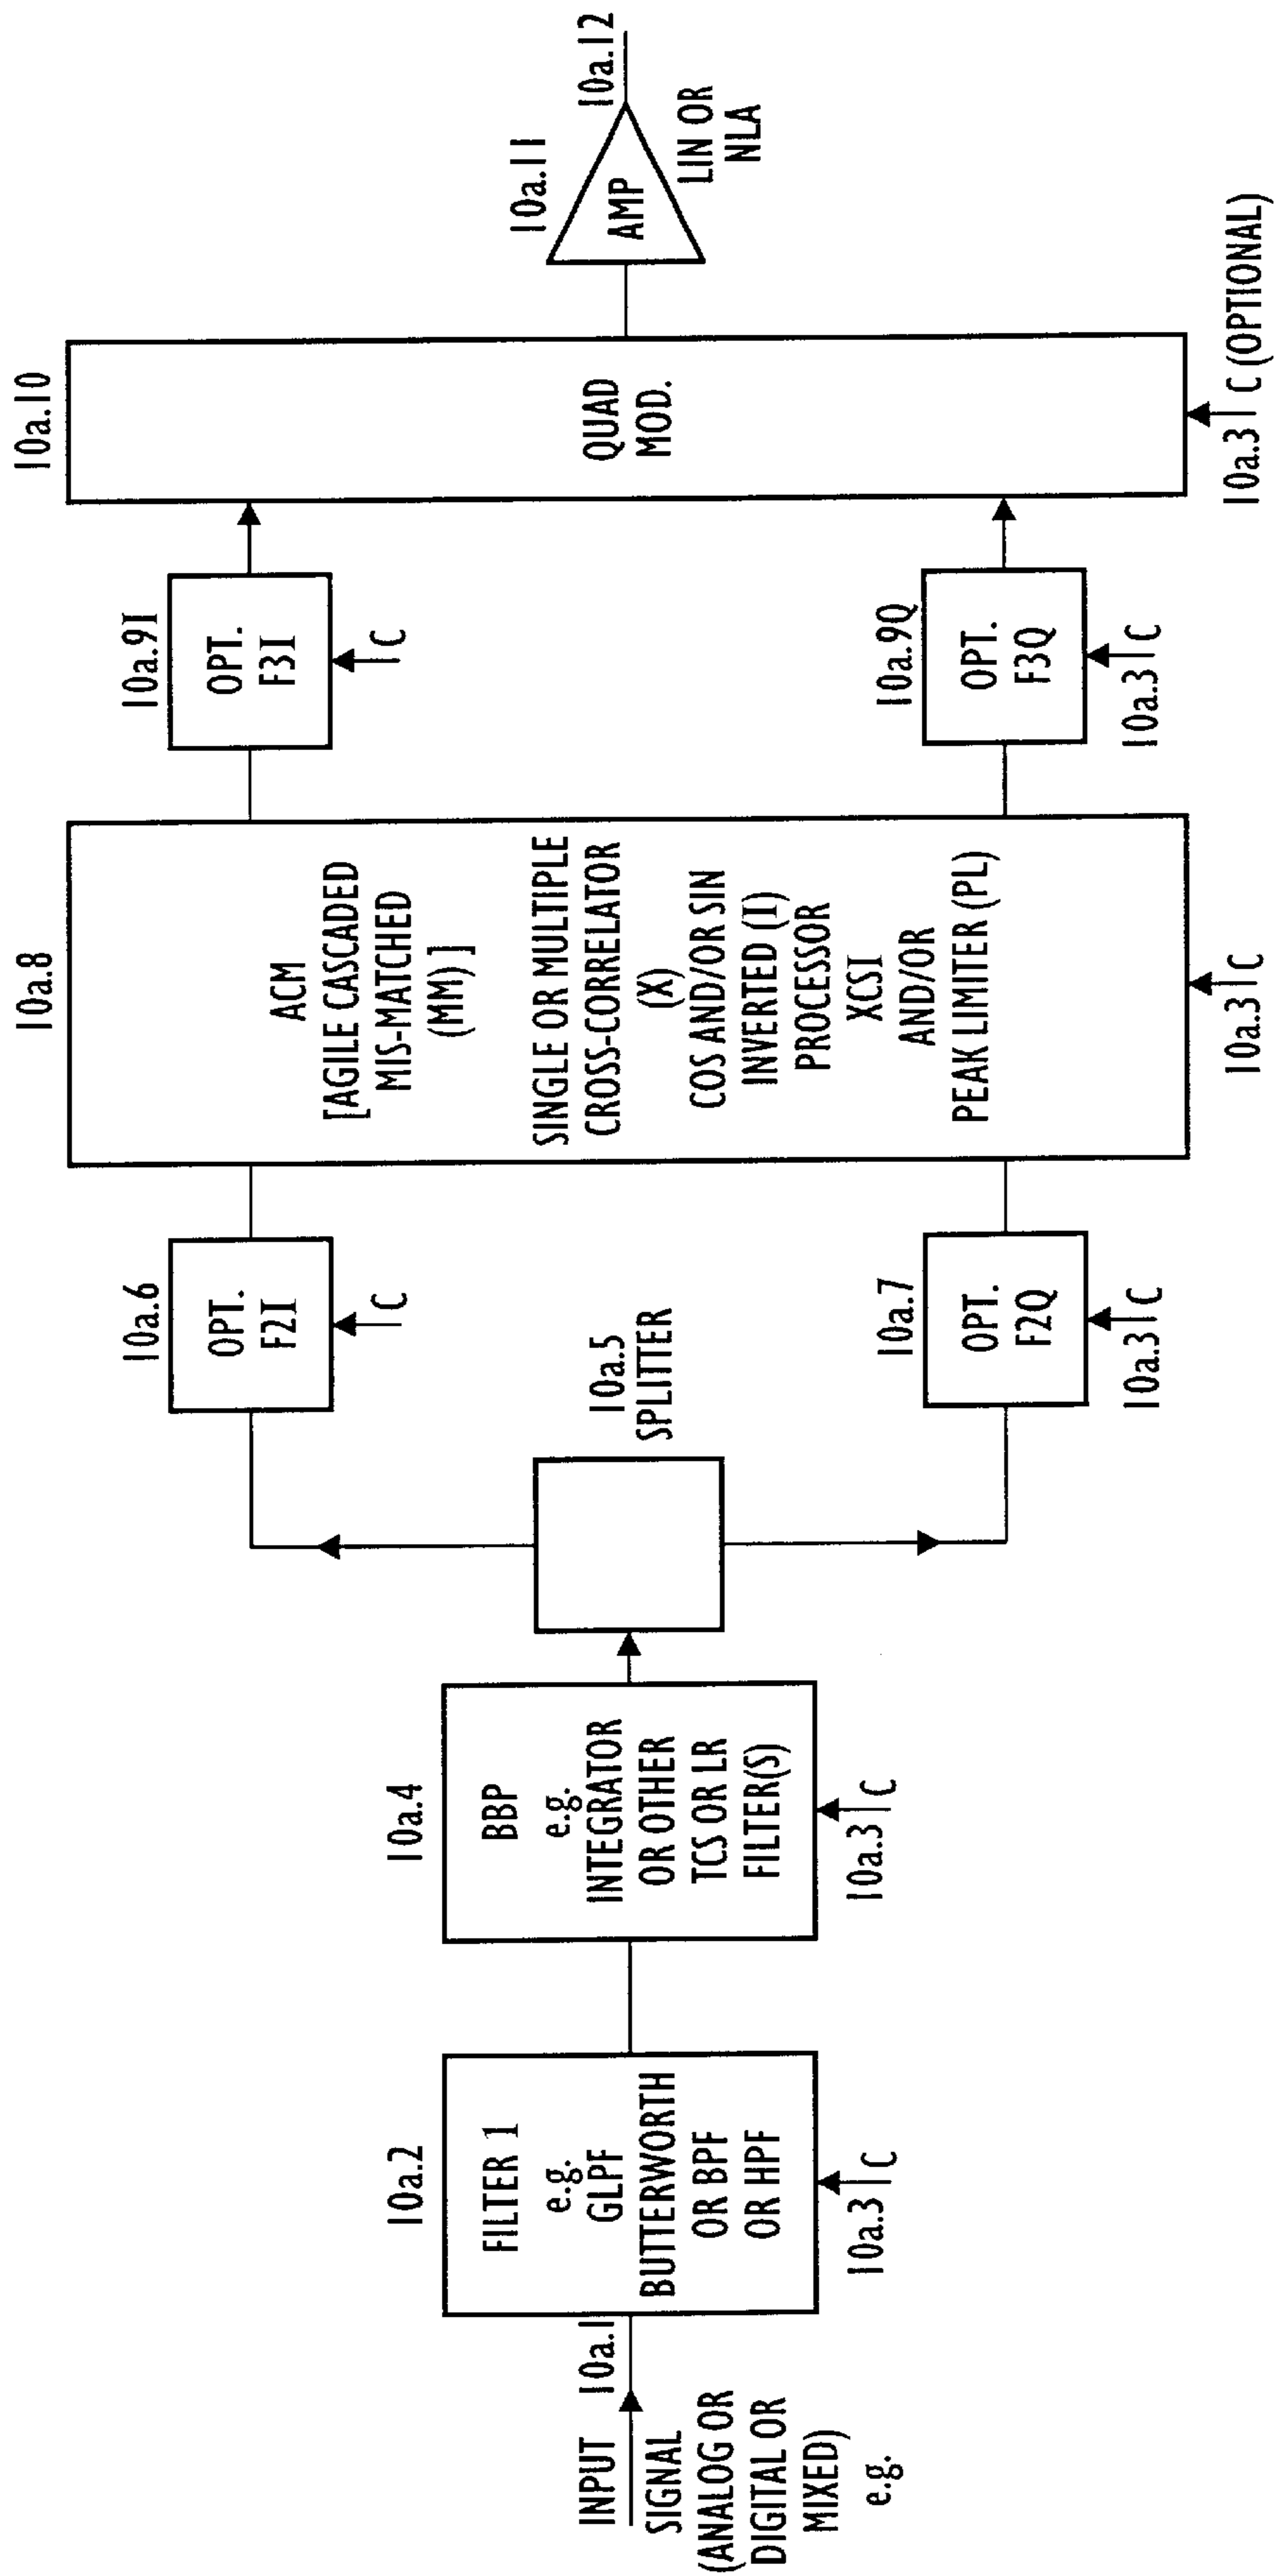 INPUT
SIGNAL
(ANALOG OR
DIGITAL OR
MIXED)
e.g.
10a.1
10a.2
FILTER 1
e.g.
GLPF
BUTTERWORTH
OR BPF
OR HPF
10a.3 C
10a.4
BBP
e.g.
INTEGRATOR
OR OTHER
TCS OR LR
FILTER(S)
10a.3 C
10a.5
SPLITTER
10a.6
OPT.
F2I
C
10a.7
OPT.
F2Q
10a.3 C
10a.8
ACM
[AGILE CASCADED
MIS-MATCHED
(MM) ]
SINGLE OR MULTIPLE
CROSS-CORRELATOR
(X)
COS AND/OR SIN
INVERTED (I)
PROCESSOR
XCSI
AND/OR
PEAK LIMITER (PL)
10a.3 C
10a.9I
OPT.
F3I
C
10a.9Q
OPT.
F3Q
10a.3 C
10a.10
QUAD
MOD.
10a.3 C (OPTIONAL)
10a.11
AMP
LIN OR
NLA
10a.12